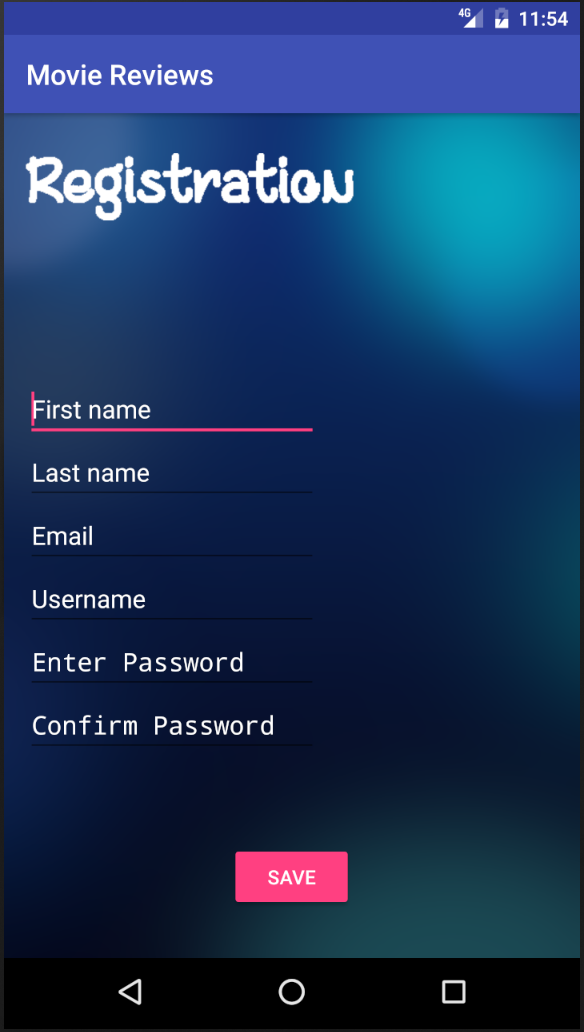 4G 11:54
Movie Reviews
Registration
First name
Last name
Email
Username
Enter Password
Confirm Password
SAVE